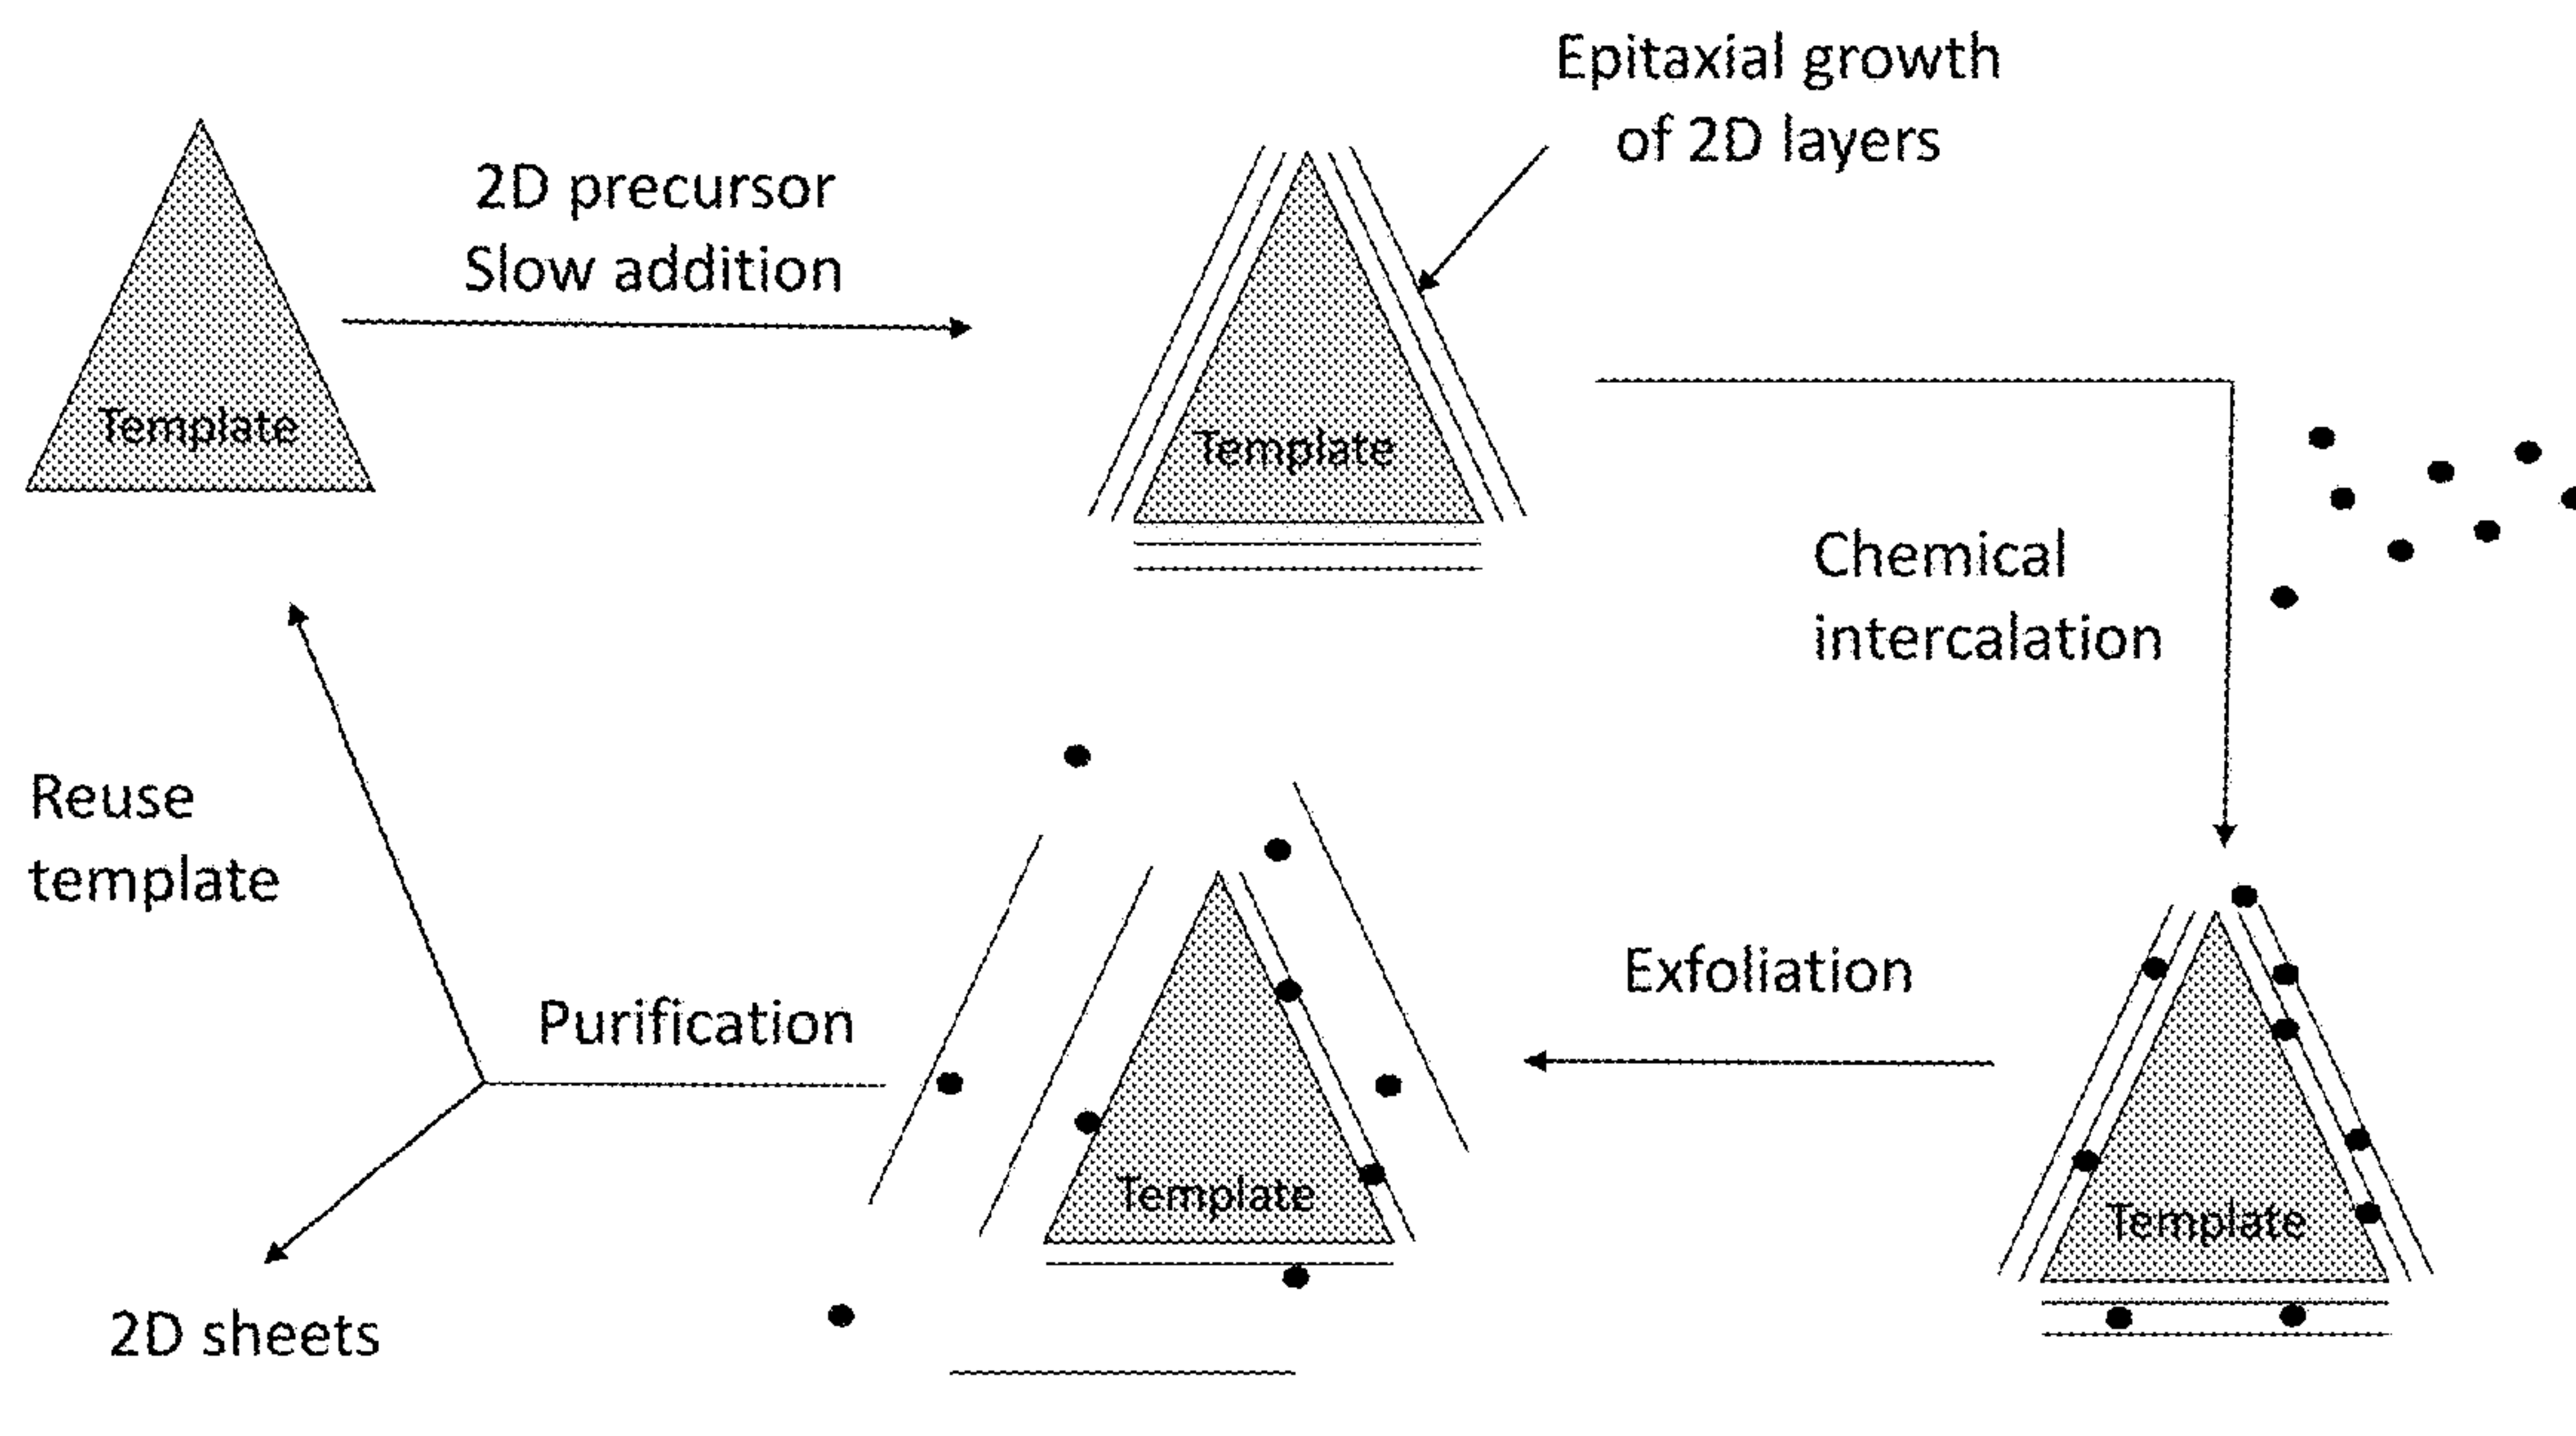 Epitaxial growth
of 2D layers
2D precursor
Slow addition
Template
Template
Chemical
intercalation
Reuse
template
Exfoliation
Purification
Template
Template
2D sheets